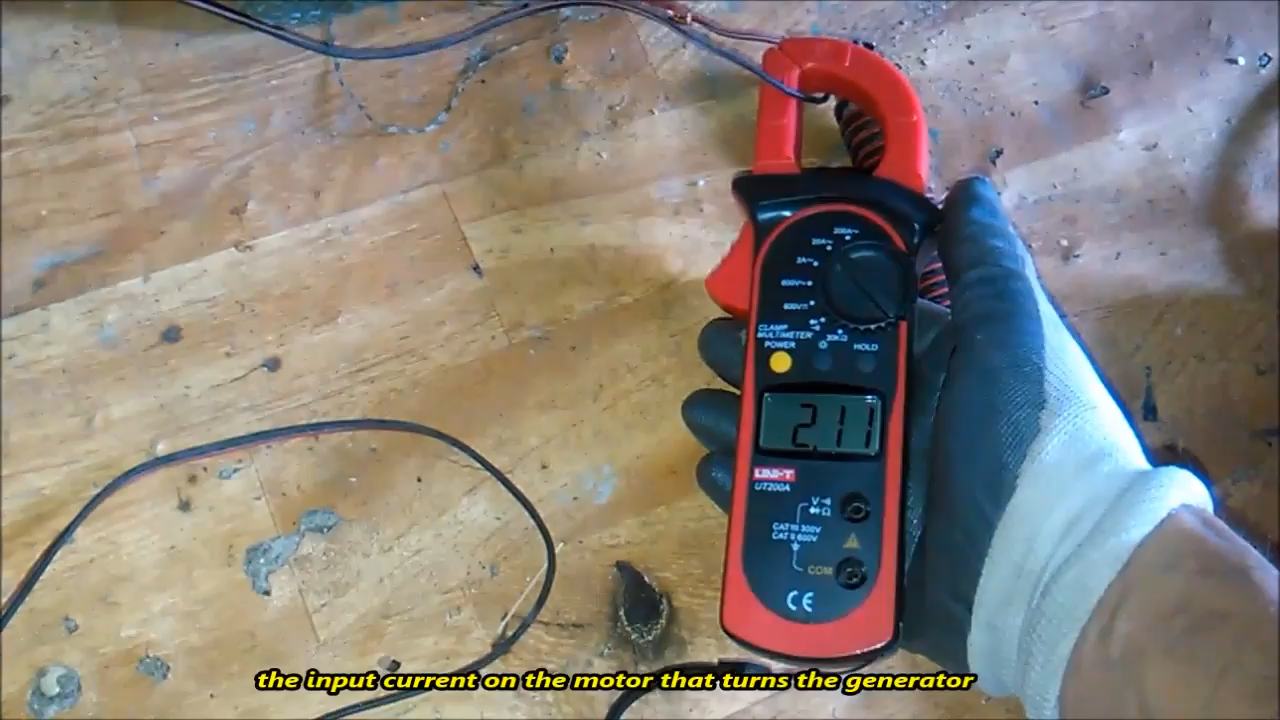 200A~
20A~
2A~
600V~
600V
20KΩ
CLAMP
MULTIMETER
POWER
HOLD
2.11
UNI-T
UT200A
V
Ω
CAT III 300V
CAT II 600V
COM
CE
the input current on the motor that turns the generator